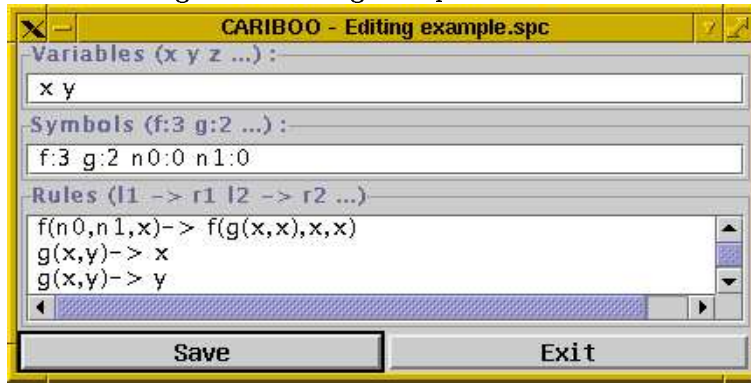 CARIBOO - Editing example.spc
Variables (x y z ...) :
x y
Symbols (f:3 g:2 ...) :
f:3 g:2 n0:0 n1:0
Rules (l1 -> r1 l2 -> r2 ...)
f(n0,n1,x)-> f(g(x,x),x,x)
g(x,y)-> x
g(x,y)-> y
Save Exit